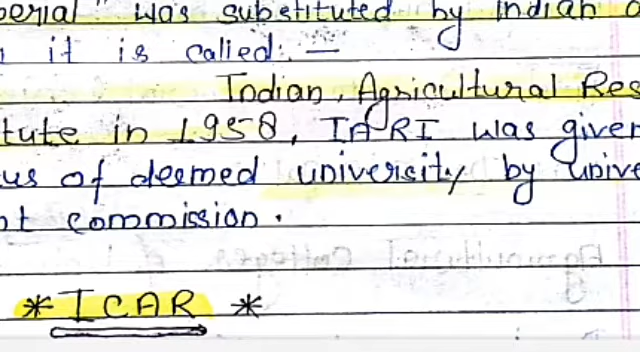 perial" was substituted by Indian a
it is called: —
Indian, Agricultural Res
tute in 1958, IARI was given
us of deemed university by unive
nt commission.
* ICAR *